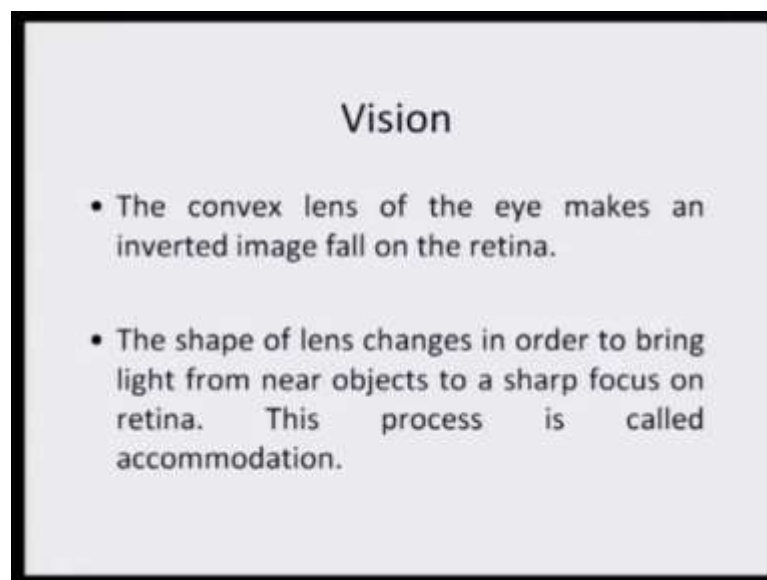 Vision
• The convex lens of the eye makes an
inverted image fall on the retina.
• The shape of lens changes in order to bring
light from near objects to a sharp focus on
retina. This process is called
accommodation.